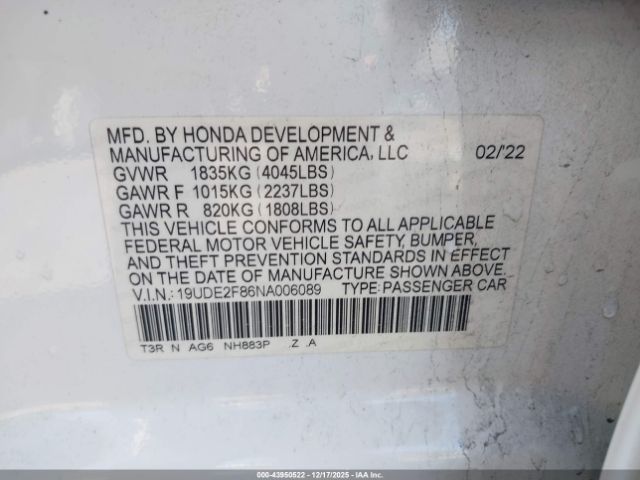 MFD. BY HONDA DEVELOPMENT &
MANUFACTURING OF AMERICA, LLC 02/'22
GVWR 1835KG (4045LBS)
GAWR F 1015KG (2237LBS)
GAWR R 820KG (1808LBS)
THIS VEHICLE CONFORMS TO ALL APPLICABLE
FEDERAL MOTOR VEHICLE SAFETY, BUMPER,
AND THEFT PREVENTION STANDARDS IN EFFECT
ON THE DATE OF MANUFACTURE SHOWN ABOVE.
V.I.N.: 19UDE2F86NA006089 TYPE: PASSENGER CAR
T3R N AG6 NH883P .Z .A
000-43950522 - 12/17/2025 - IAAI.COM